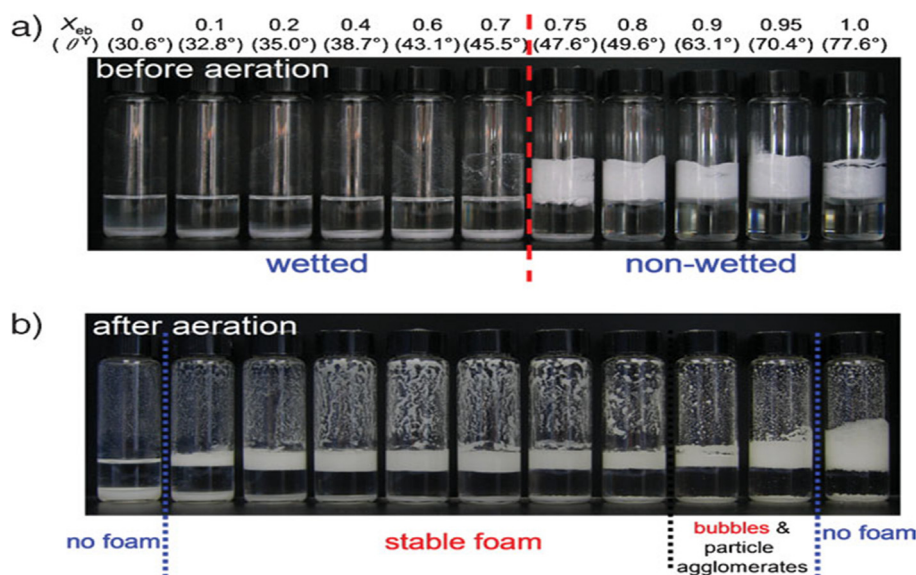 a)
Xeb 0 0.1 0.2 0.4 0.6 0.7 0.75 0.8 0.9 0.95 1.0
(θY) (30.6°) (32.8°) (35.0°) (38.7°) (43.1°) (45.5°) (47.6°) (49.6°) (63.1°) (70.4°) (77.6°)
before aeration
wetted non-wetted
b)
after aeration
no foam stable foam bubbles & particle agglomerates no foam